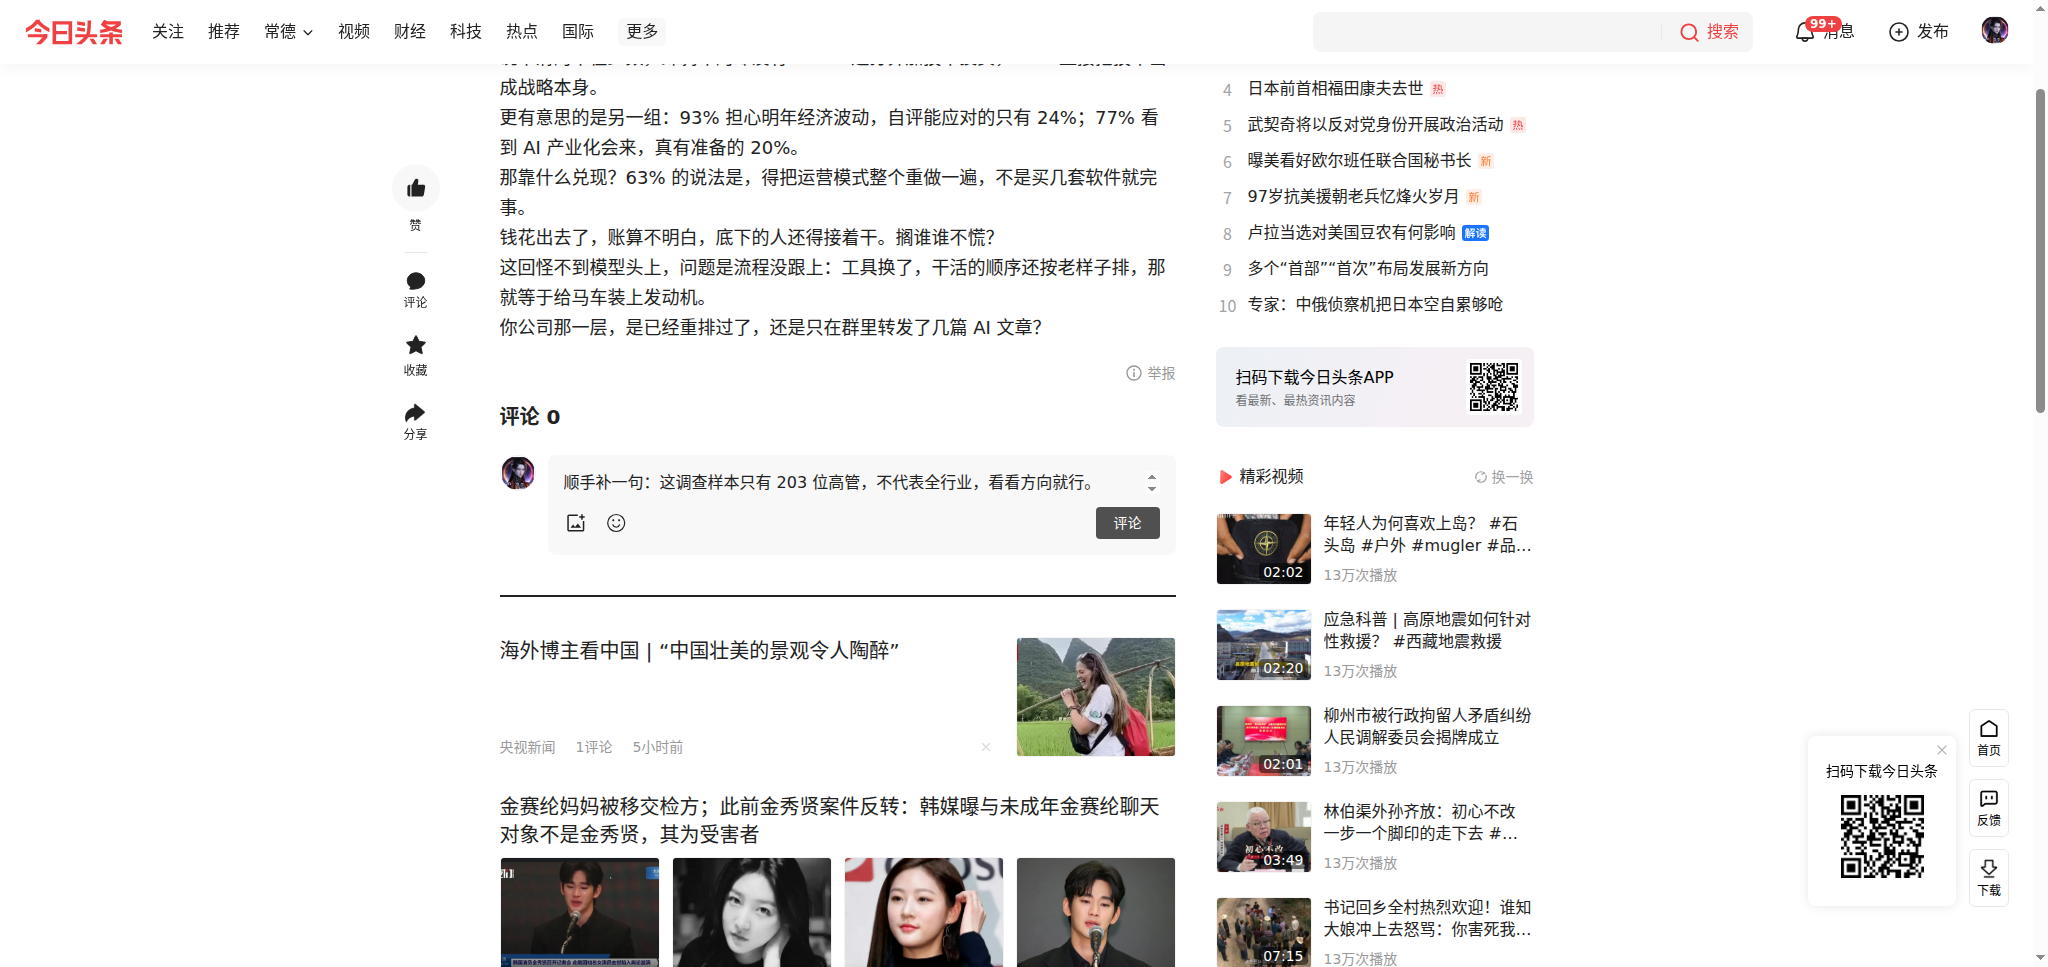 今日头条 关注 推荐 常德 视频 财经 科技 热点 国际 更多 搜索 99+ 消息 发布
成战略本身。
更有意思的是另一组：93% 担心明年经济波动，自评能应对的只有 24%；77% 看
到 AI 产业化会来，真有准备的 20%。
那靠什么兑现？63% 的说法是，得把运营模式整个重做一遍，不是买几套软件就完
事。
钱花出去了，账算不明白，底下的人还得接着干。搁谁谁不慌？
这回怪不到模型头上，问题是流程没跟上：工具换了，干活的顺序还按老样子排，那
就等于给马车装上发动机。
你公司那一层，是已经重排过了，还是只在群里转发了几篇 AI 文章？
举报
赞
评论
收藏
分享
评论 0
顺手补一句：这调查样本只有 203 位高管，不代表全行业，看看方向就行。
评论
海外博主看中国 | “中国壮美的景观令人陶醉”
央视新闻 1评论 5小时前
金赛纶妈妈被移交检方；此前金秀贤案件反转：韩媒曝与未成年金赛纶聊天
对象不是金秀贤，其为受害者
4 日本前首相福田康夫去世 热
5 武契奇将以反对党身份开展政治活动 热
6 曝美看好欧尔班任联合国秘书长 新
7 97岁抗美援朝老兵忆烽火岁月 新
8 卢拉当选对美国豆农有何影响 解读
9 多个“首部”“首次”布局发展新方向
10 专家：中俄侦察机把日本空自累够呛
扫码下载今日头条APP
看最新、最热资讯内容
精彩视频 换一换
年轻人为何喜欢上岛？ #石
头岛 #户外 #mugler #品...
02:02
13万次播放
应急科普 | 高原地震如何针对
性救援？ #西藏地震救援
02:20
13万次播放
柳州市被行政拘留人矛盾纠纷
人民调解委员会揭牌成立
02:01
13万次播放
林伯渠外孙齐放：初心不改
一步一个脚印的走下去 #...
初心不改
03:49
13万次播放
书记回乡全村热烈欢迎！谁知
大娘冲上去怒骂：你害死我...
07:15
13万次播放
扫码下载今日头条
首页
反馈
下载